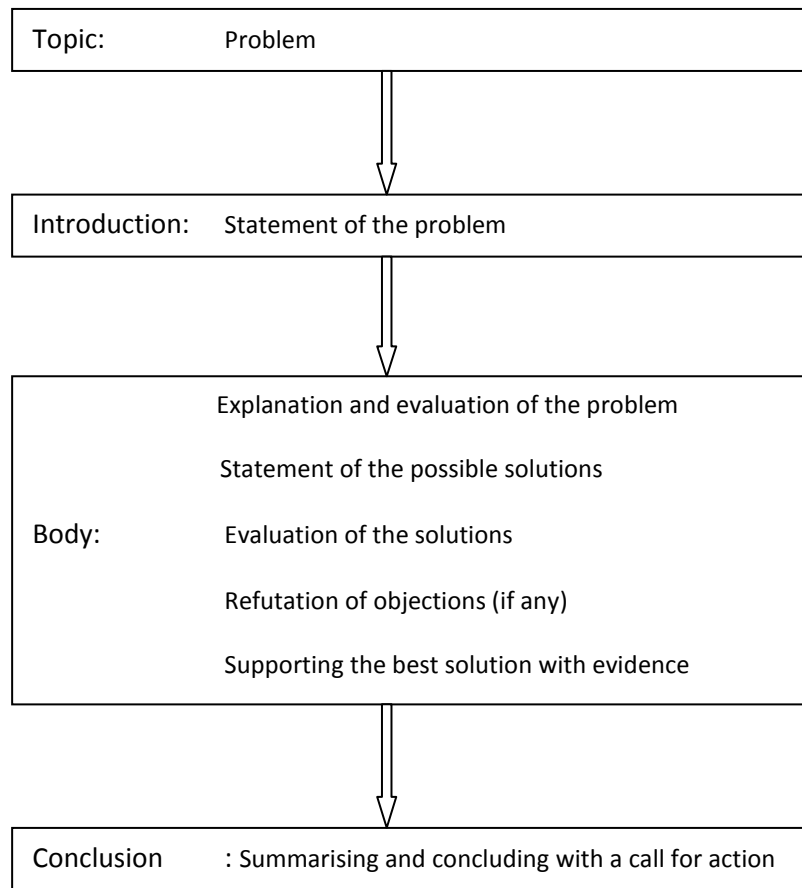 Topic: Problem
Introduction: Statement of the problem
Explanation and evaluation of the problem
Statement of the possible solutions
Body: Evaluation of the solutions
Refutation of objections (if any)
Supporting the best solution with evidence
Conclusion : Summarising and concluding with a call for action